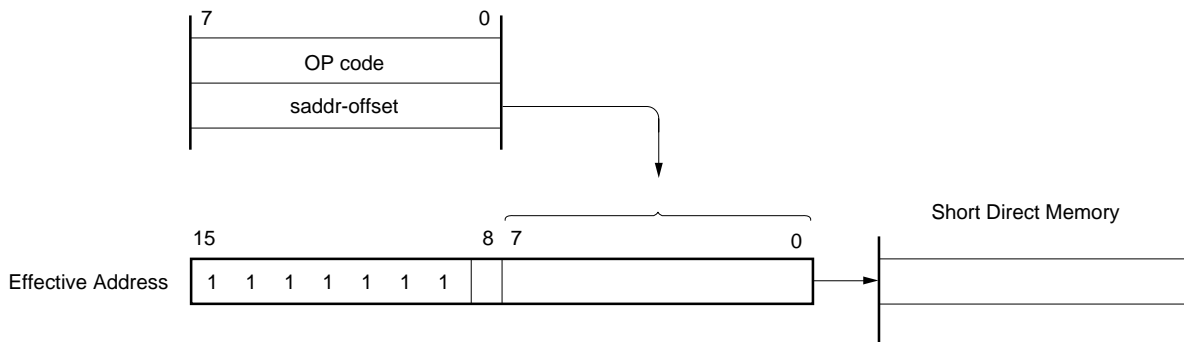 7 0
OP code
saddr-offset
Short Direct Memory
15 8 7 0
Effective Address 1 1 1 1 1 1 1